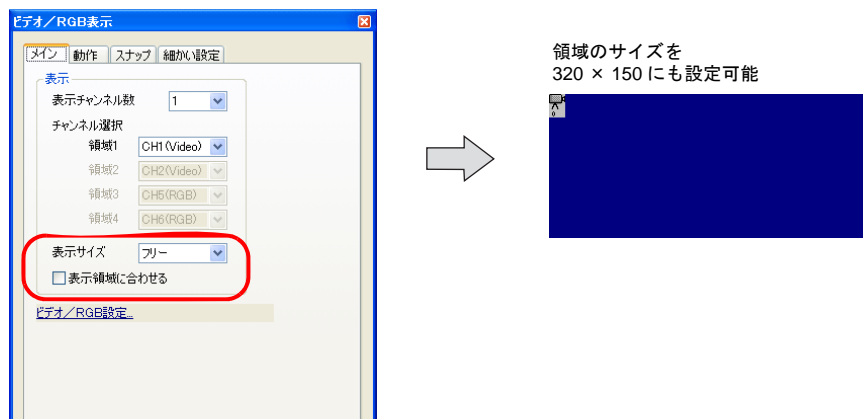 ビデオ／RGB表示
メイン 動作 スナップ 細かい設定
表示
表示チャンネル数 1
チャンネル選択
領域1 CH1(Video)
領域2 CH2(Video)
領域3 CH5(RGB)
領域4 CH6(RGB)
表示サイズ フリー
表示領域に合わせる
ビデオ／RGB設定...
領域のサイズを
320 × 150 にも設定可能
0